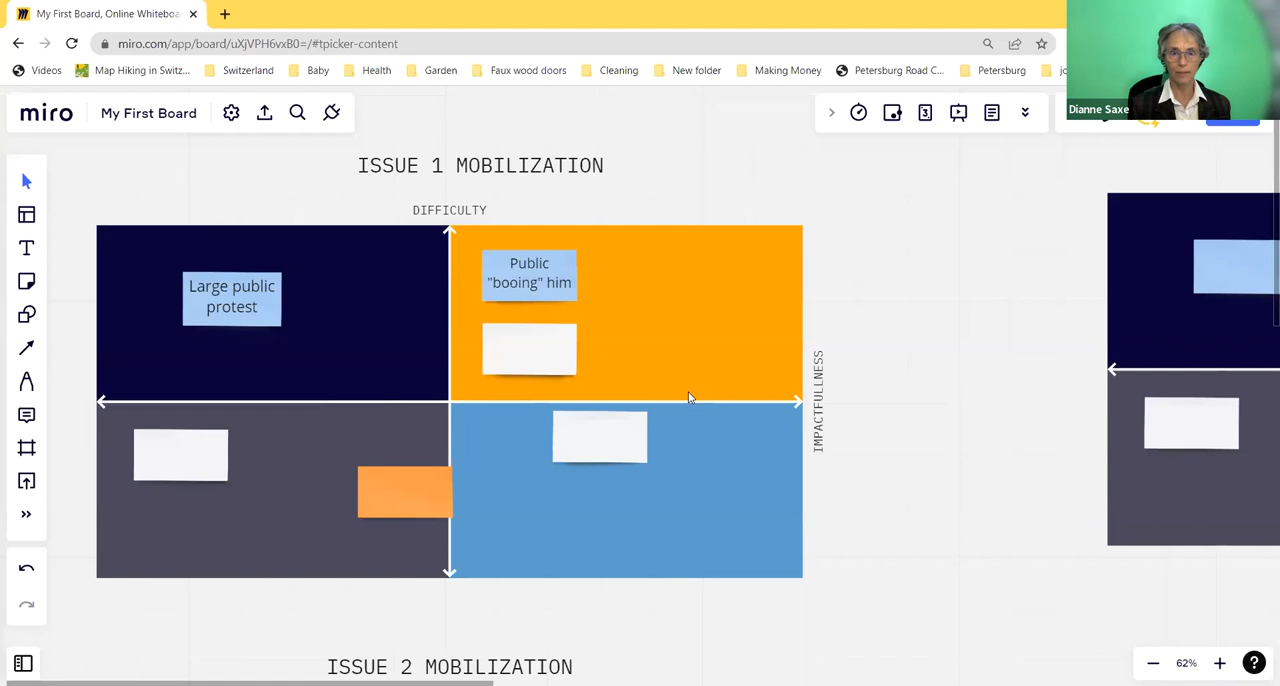 My First Board, Online Whiteboa
miro.com/app/board/uXjVPH6vxB0=/#tpicker-content
Videos
Map Hiking in Switz...
Switzerland
Baby
Health
Garden
Faux wood doors
Cleaning
New folder
Making Money
Petersburg Road C...
Petersburg
Dianne Saxe
miro
My First Board
3
ISSUE 1 MOBILIZATION
DIFFICULTY
Large public
protest
Public
"booing" him
IMPACTFULLNESS
ISSUE 2 MOBILIZATION
62%